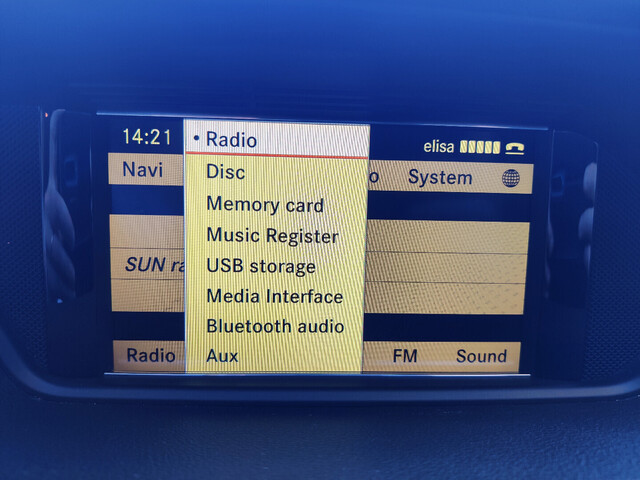 14:21
• Radio
elisa
Navi
Disc
o
System
Memory card
Music Register
SUN ra
USB storage
Media Interface
Bluetooth audio
Radio
Aux
FM
Sound